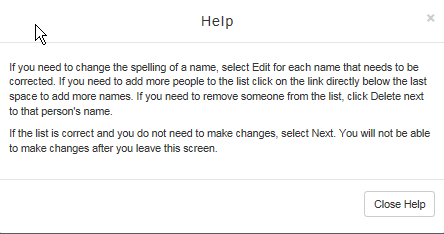 Help
×
If you need to change the spelling of a name, select Edit for each name that needs to be
corrected. If you need to add more people to the list click on the link directly below the last
space to add more names. If you need to remove someone from the list, click Delete next
to that person's name.
If the list is correct and you do not need to make changes, select Next. You will not be able
to make changes after you leave this screen.
Close Help